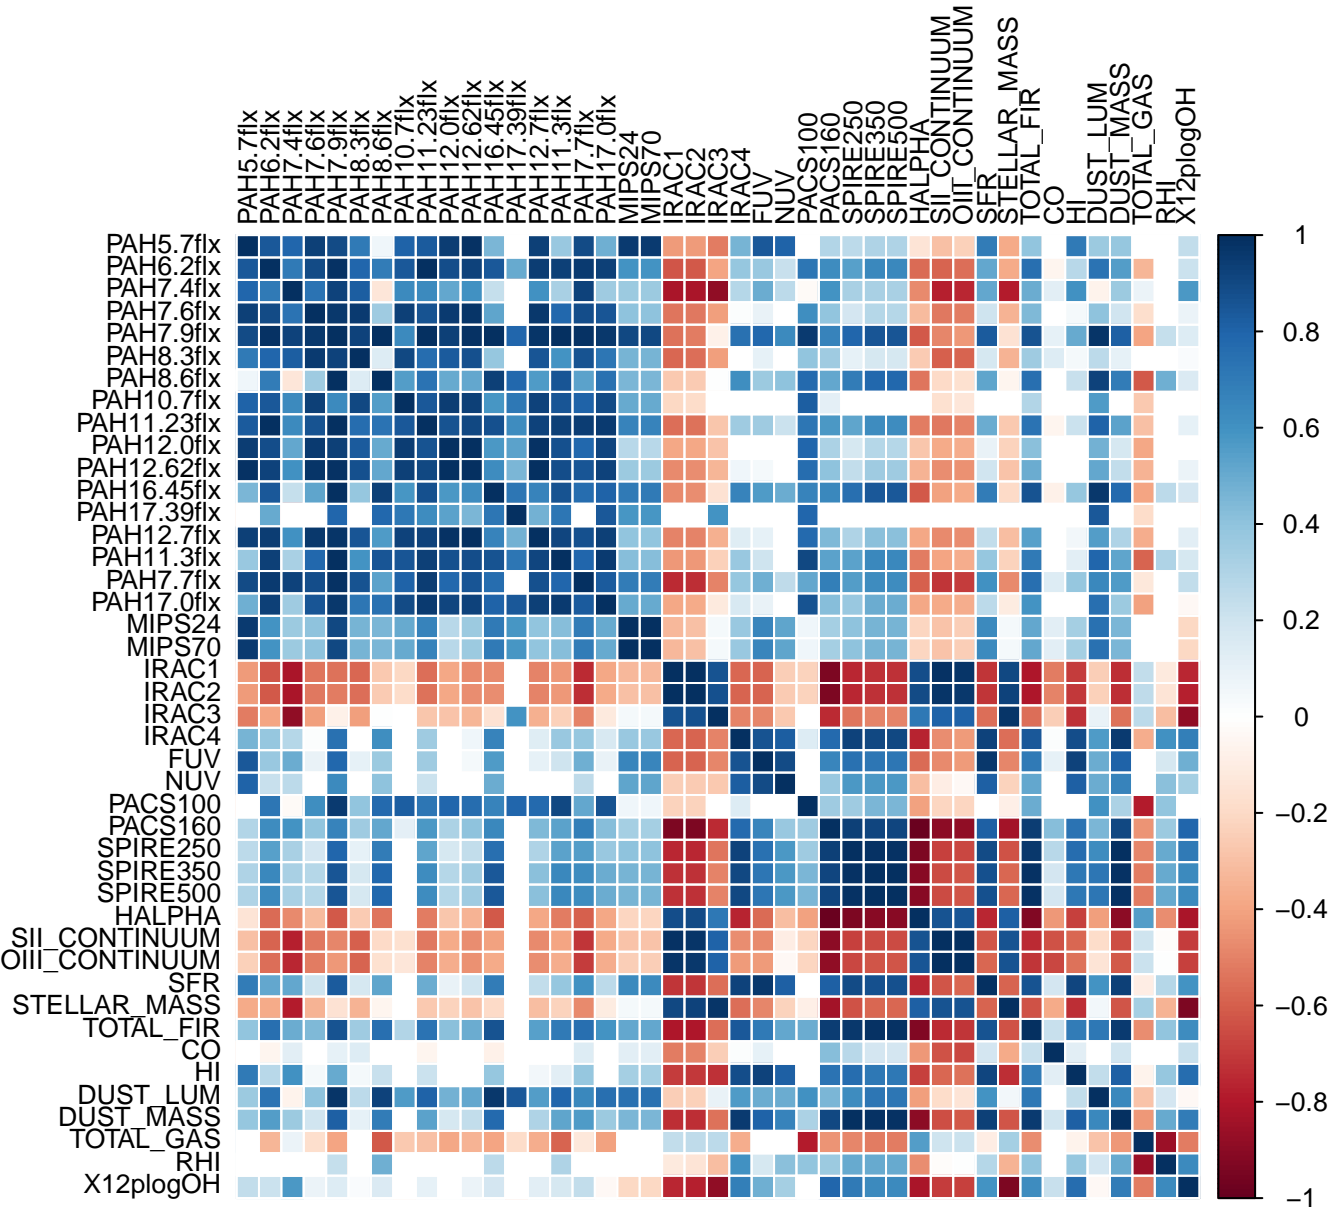 PAH5.7flx
PAH6.2flx
PAH7.4flx
PAH7.6flx
PAH7.9flx
PAH8.3flx
PAH8.6flx
PAH10.7flx
PAH11.23flx
PAH12.0flx
PAH12.62flx
PAH16.45flx
PAH17.39flx
PAH12.7flx
PAH11.3flx
PAH7.7flx
PAH17.0flx
MIPS24
MIPS70
IRAC1
IRAC2
IRAC3
IRAC4
FUV
NUV
PACS100
PACS160
SPIRE250
SPIRE350
SPIRE500
HALPHA
SII_CONTINUUM
OIII_CONTINUUM
SFR
STELLAR_MASS
TOTAL_FIR
CO
HI
DUST_LUM
DUST_MASS
TOTAL_GAS
RHI
X12plogOH
PAH5.7flx
PAH6.2flx
PAH7.4flx
PAH7.6flx
PAH7.9flx
PAH8.3flx
PAH8.6flx
PAH10.7flx
PAH11.23flx
PAH12.0flx
PAH12.62flx
PAH16.45flx
PAH17.39flx
PAH12.7flx
PAH11.3flx
PAH7.7flx
PAH17.0flx
MIPS24
MIPS70
IRAC1
IRAC2
IRAC3
IRAC4
FUV
NUV
PACS100
PACS160
SPIRE250
SPIRE350
SPIRE500
HALPHA
SII_CONTINUUM
OIII_CONTINUUM
SFR
STELLAR_MASS
TOTAL_FIR
CO
HI
DUST_LUM
DUST_MASS
TOTAL_GAS
RHI
X12plogOH
1
0.8
0.6
0.4
0.2
0
−0.2
−0.4
−0.6
−0.8
−1